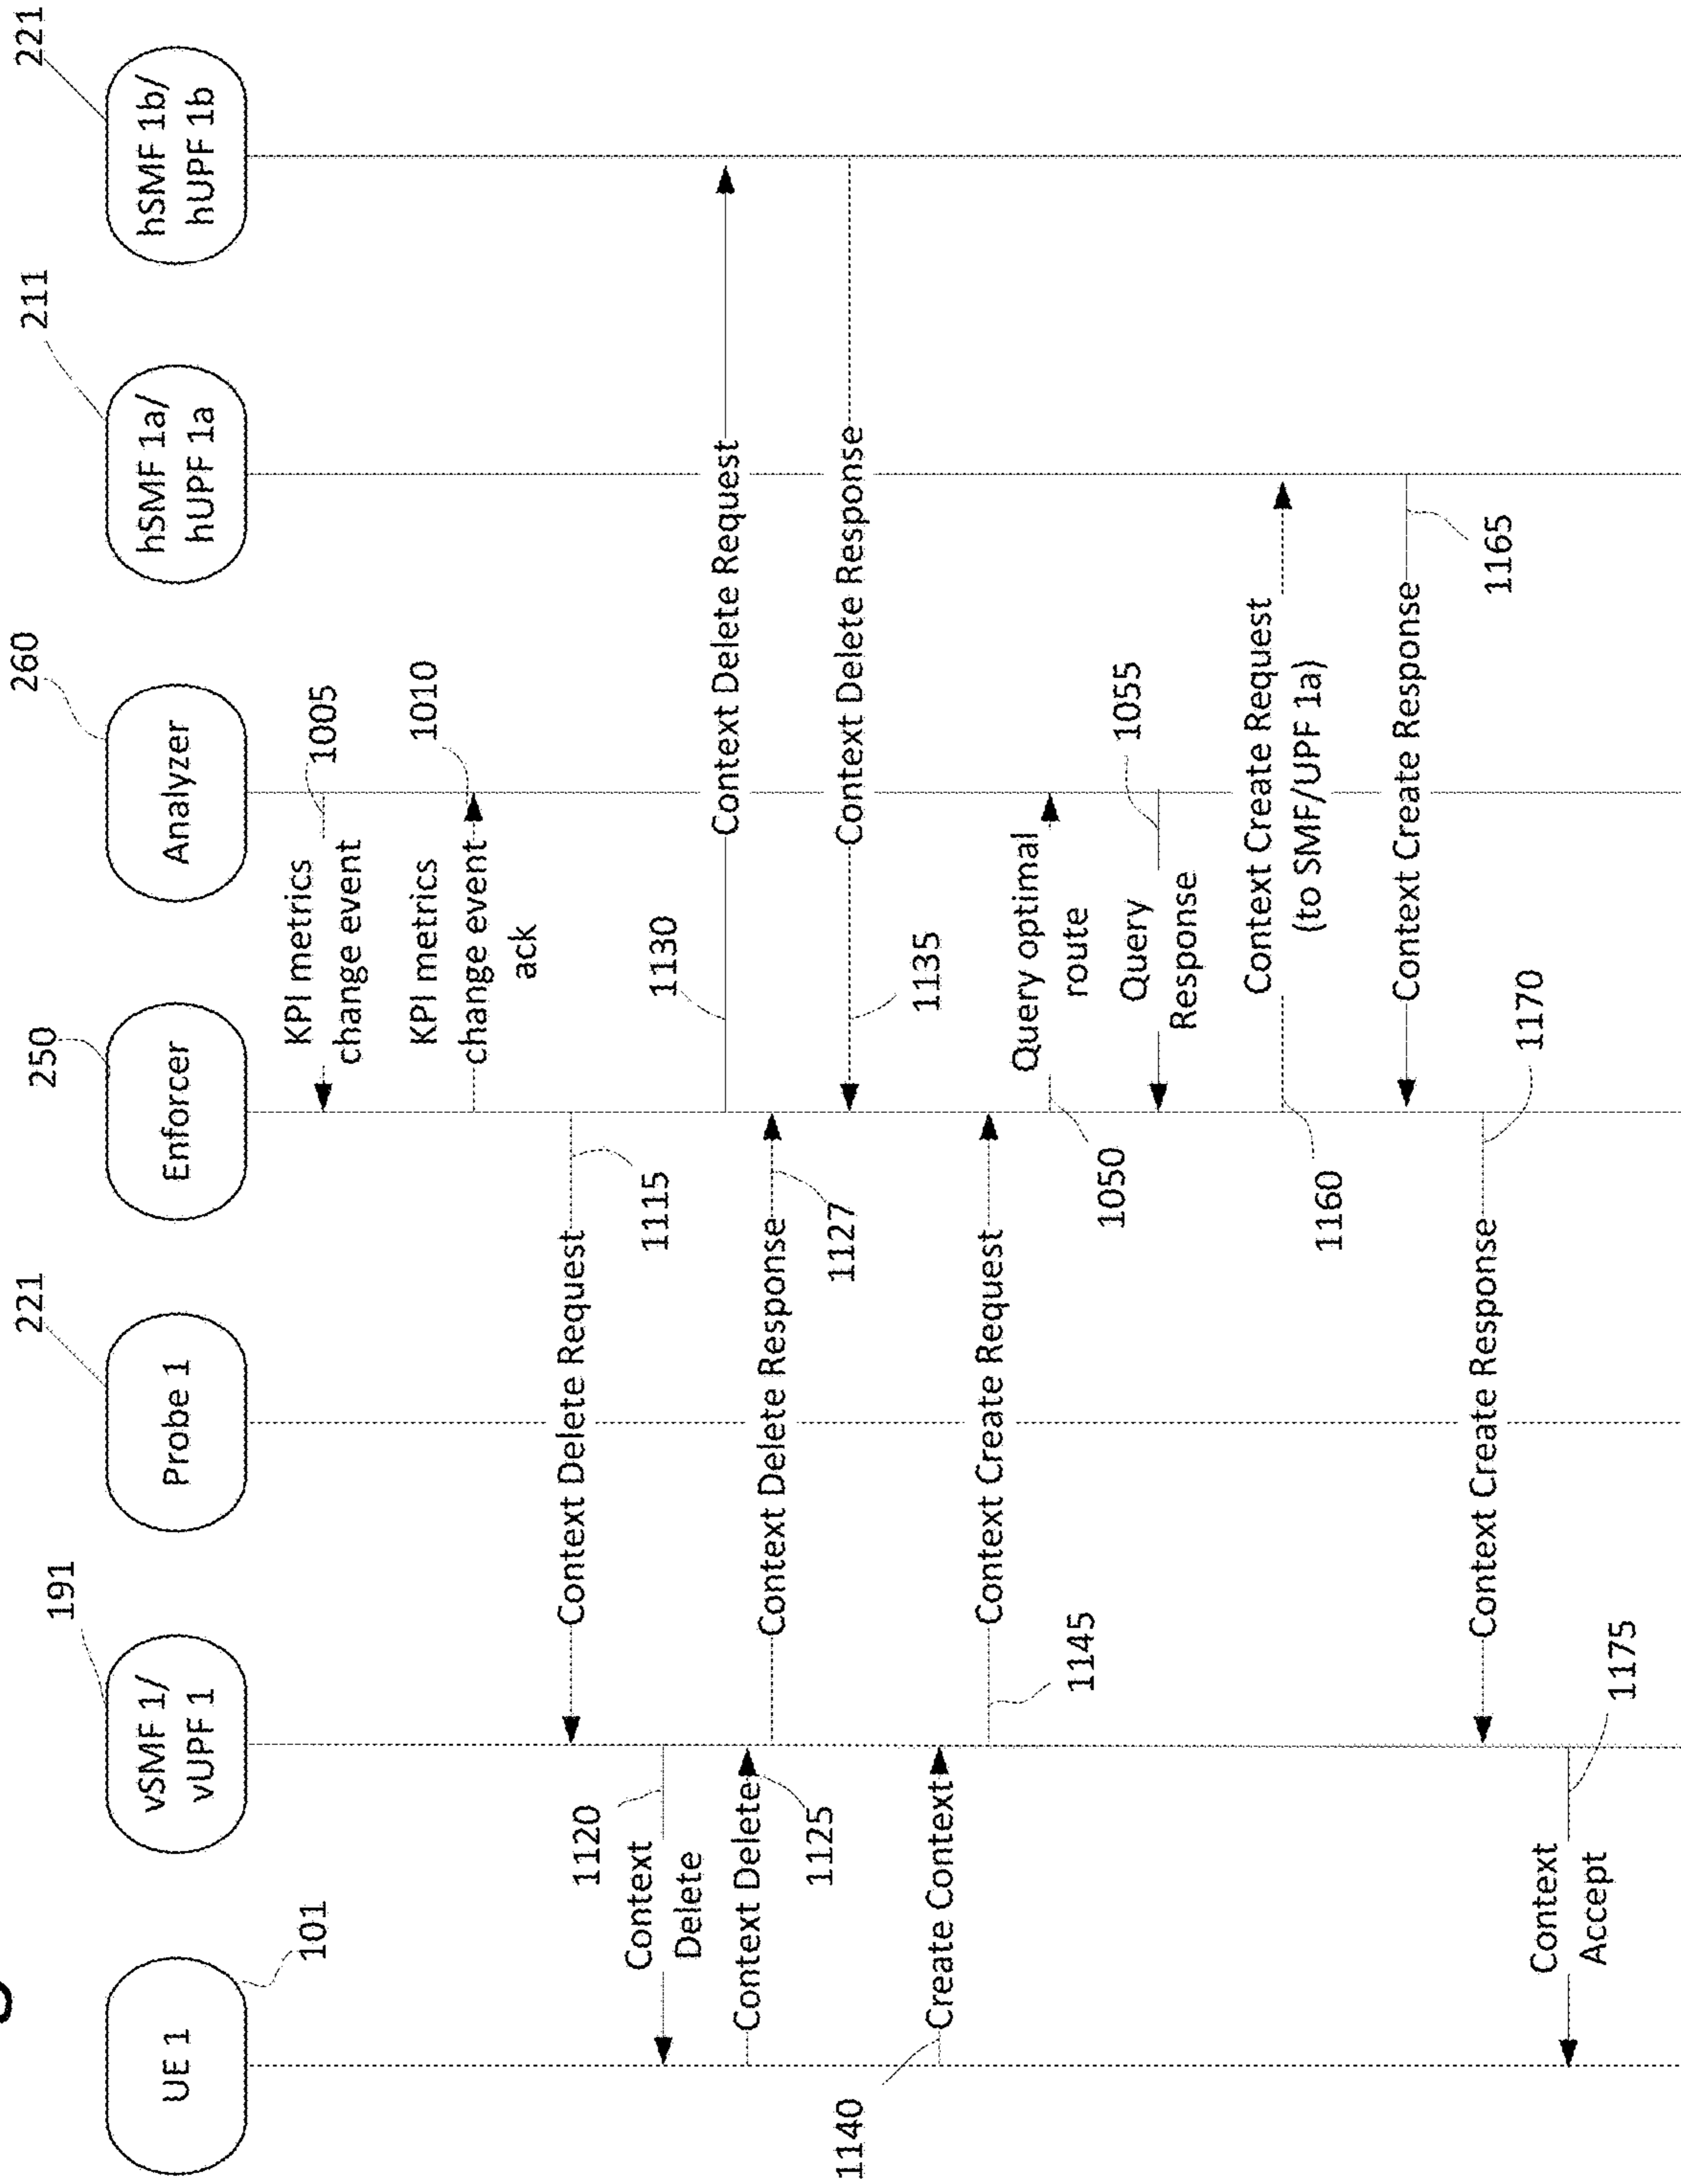 101
191
221
250
260
211
221
UE 1
vSMF 1/
vUPF 1
Probe 1
Enforcer
Analyzer
hSMF 1a/
hUPF 1a
hSMF 1b/
hUPF 1b
KPI metrics
change event
1005
KPI metrics
change event
ack
1010
Context Delete Request
1115
1120
Context
Delete
Context Delete Request
1130
Context Delete
1125
Context Delete Response
1127
Context Delete Response
1135
1140
Create Context
Context Create Request
1145
Query optimal
route
1050
Query
Response
1055
Context Create Request
(to SMF/UPF 1a)
1160
Context Create Response
1165
Context Create Response
1170
Context
Accept
1175